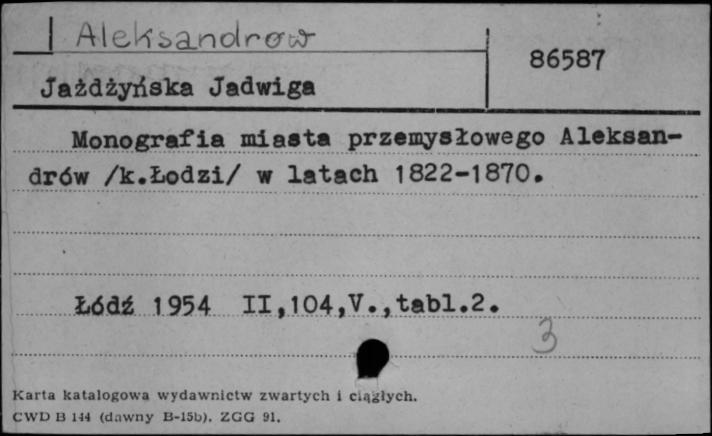 Aleksandrow
86587
Jażdżyńska Jadwiga
Monografia miasta przemysłowego Aleksan-
drów /k.Łodzi/ w latach 1822-1870.
Łódź 1954 II,104,V.,tabl.2.
3
Karta katalogowa wydawnictw zwartych i ciągłych.
CWD B 144 (dawny B-15b). ZGG 91.